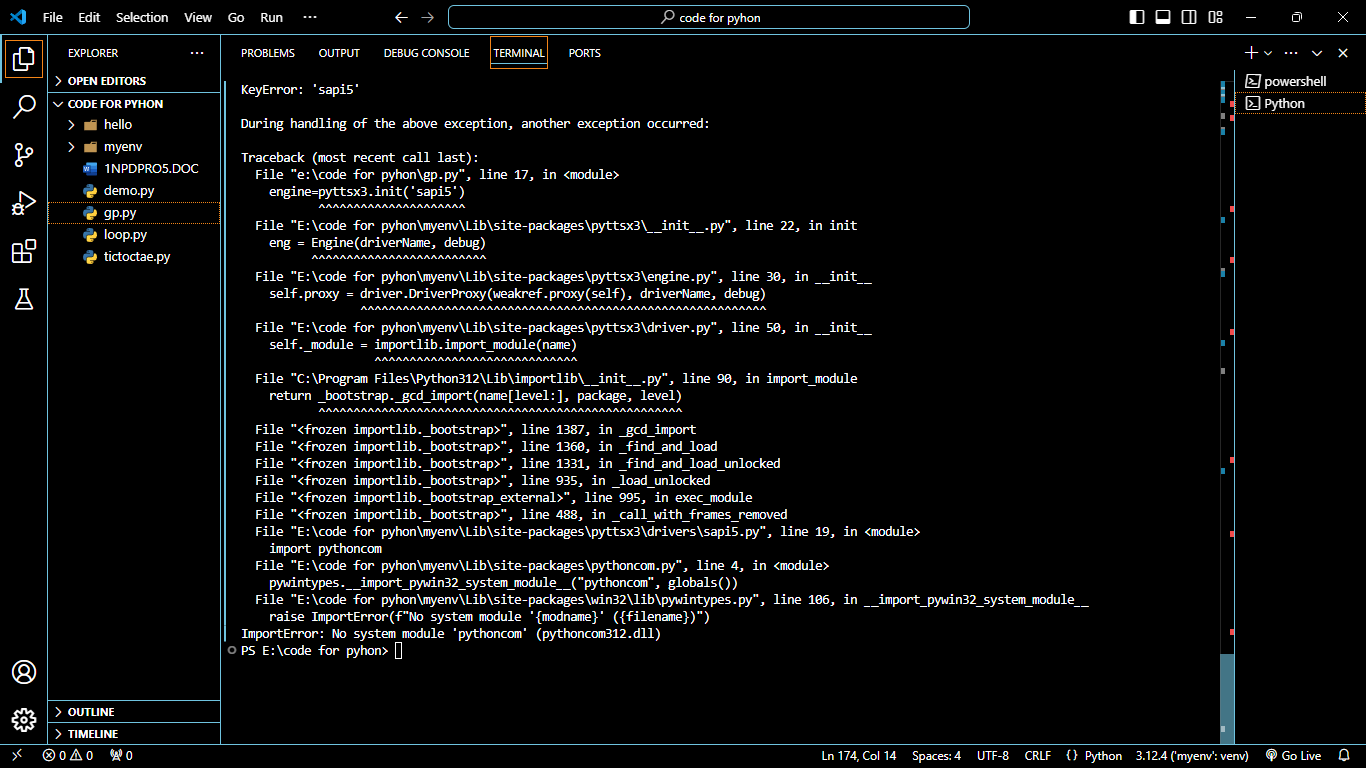 File Edit Selection View Go Run ···
code for pyhon
EXPLORER ···
OPEN EDITORS
CODE FOR PYHON
hello
myenv
1NPDPRO5.DOC
demo.py
gp.py
loop.py
tictoctae.py
OUTLINE
TIMELINE
PROBLEMS OUTPUT DEBUG CONSOLE TERMINAL PORTS
powershell
Python
KeyError: 'sapi5'
During handling of the above exception, another exception occurred:
Traceback (most recent call last):
File "e:\code for pyhon\gp.py", line 17, in <module>
engine=pyttsx3.init('sapi5')
^^^^^^^^^^^^^^^^^^^^^
File "E:\code for pyhon\myenv\Lib\site-packages\pyttsx3\__init__.py", line 22, in init
eng = Engine(driverName, debug)
^^^^^^^^^^^^^^^^^^^^^^^^^
File "E:\code for pyhon\myenv\Lib\site-packages\pyttsx3\engine.py", line 30, in __init__
self.proxy = driver.DriverProxy(weakref.proxy(self), driverName, debug)
^^^^^^^^^^^^^^^^^^^^^^^^^^^^^^^^^^^^^^^^^^^^^^^^^^^^^^^^^^
File "E:\code for pyhon\myenv\Lib\site-packages\pyttsx3\driver.py", line 50, in __init__
self._module = importlib.import_module(name)
^^^^^^^^^^^^^^^^^^^^^^^^^^^^^
File "C:\Program Files\Python312\Lib\importlib\__init__.py", line 90, in import_module
return _bootstrap._gcd_import(name[level:], package, level)
^^^^^^^^^^^^^^^^^^^^^^^^^^^^^^^^^^^^^^^^^^^^^^^^^^^^
File "<frozen importlib._bootstrap>", line 1387, in _gcd_import
File "<frozen importlib._bootstrap>", line 1360, in _find_and_load
File "<frozen importlib._bootstrap>", line 1331, in _find_and_load_unlocked
File "<frozen importlib._bootstrap>", line 935, in _load_unlocked
File "<frozen importlib._bootstrap_external>", line 995, in exec_module
File "<frozen importlib._bootstrap>", line 488, in _call_with_frames_removed
File "E:\code for pyhon\myenv\Lib\site-packages\pyttsx3\drivers\sapi5.py", line 19, in <module>
import pythoncom
File "E:\code for pyhon\myenv\Lib\site-packages\pythoncom.py", line 4, in <module>
pywintypes.__import_pywin32_system_module__("pythoncom", globals())
File "E:\code for pyhon\myenv\Lib\site-packages\win32\lib\pywintypes.py", line 106, in __import_pywin32_system_module__
raise ImportError(f"No system module '{modname}' ({filename})")
ImportError: No system module 'pythoncom' (pythoncom312.dll)
PS E:\code for pyhon>
0 0 0 Ln 174, Col 14 Spaces: 4 UTF-8 CRLF {} Python 3.12.4 ('myenv': venv) Go Live